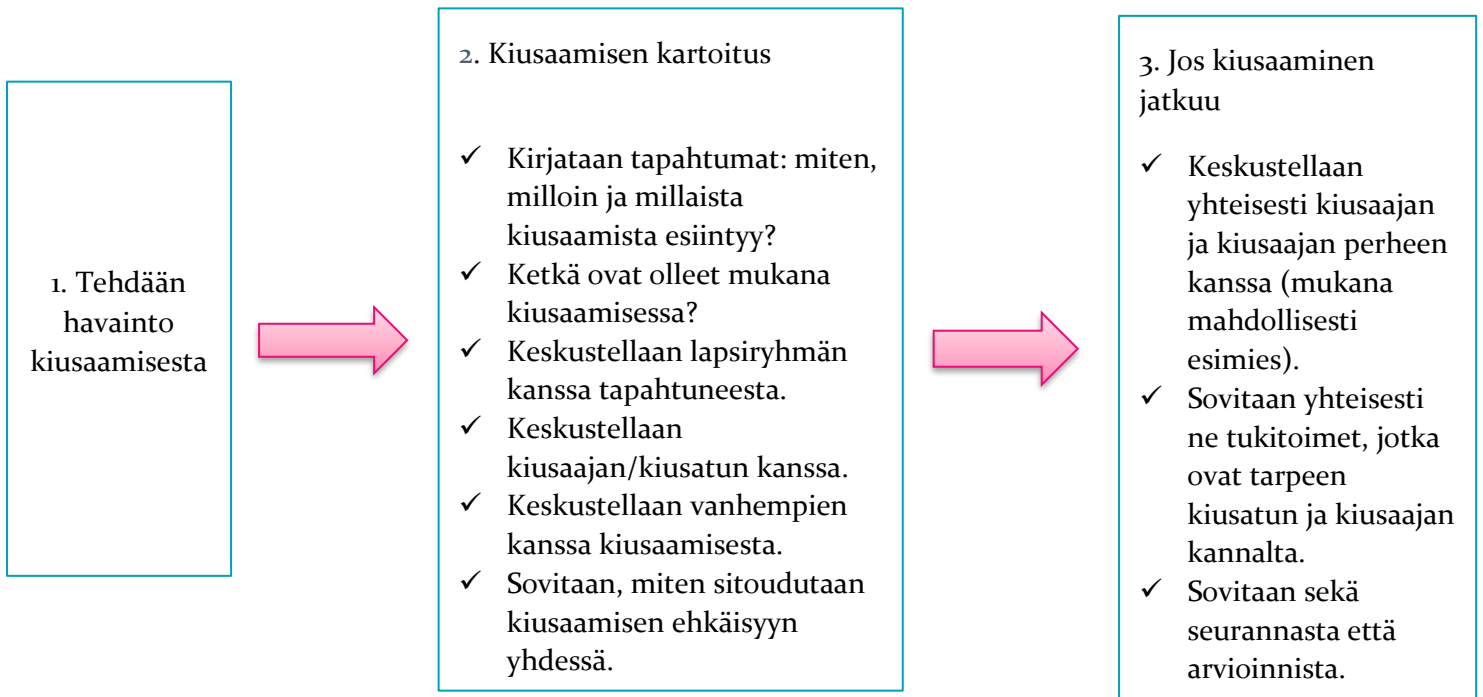 1. Tehdään
havainto
kiusaamisesta
2. Kiusaamisen kartoitus
✓ Kirjataan tapahtumat: miten,
milloin ja millaista
kiusaamista esiintyy?
✓ Ketkä ovat olleet mukana
kiusaamisessa?
✓ Keskustellaan lapsiryhmän
kanssa tapahtuneesta.
✓ Keskustellaan
kiusaajan/kiusatun kanssa.
✓ Keskustellaan vanhempien
kanssa kiusaamisesta.
✓ Sovitaan, miten sitoudutaan
kiusaamisen ehkäisyyn
yhdessä.
3. Jos kiusaaminen
jatkuu
✓ Keskustellaan
yhteisesti kiusaajan
ja kiusaajan perheen
kanssa (mukana
mahdollisesti
esimies).
✓ Sovitaan yhteisesti
ne tukitoimet, jotka
ovat tarpeen
kiusatun ja kiusaajan
kannalta.
✓ Sovitaan sekä
seurannasta että
arvioinnista.